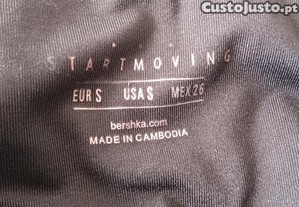 CustoJusto.pt
STARTMOVING
EUR S USA S MEX 26
bershka.com
MADE IN CAMBODIA